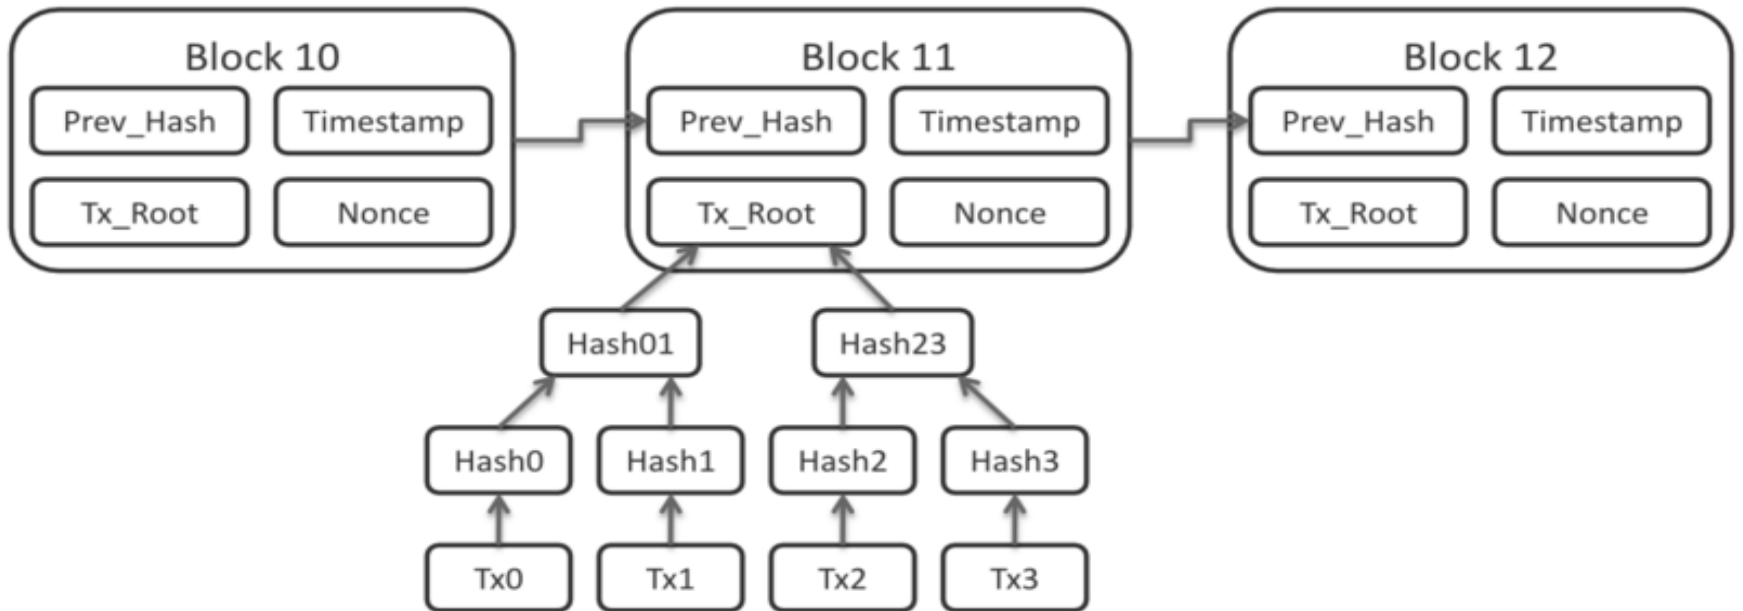 Block 10
Block 11
Block 12
Prev_Hash Timestamp
Prev_Hash Timestamp
Prev_Hash Timestamp
Tx_Root Nonce
Tx_Root Nonce
Tx_Root Nonce
Hash01 Hash23
Hash0 Hash1 Hash2 Hash3
Tx0 Tx1 Tx2 Tx3